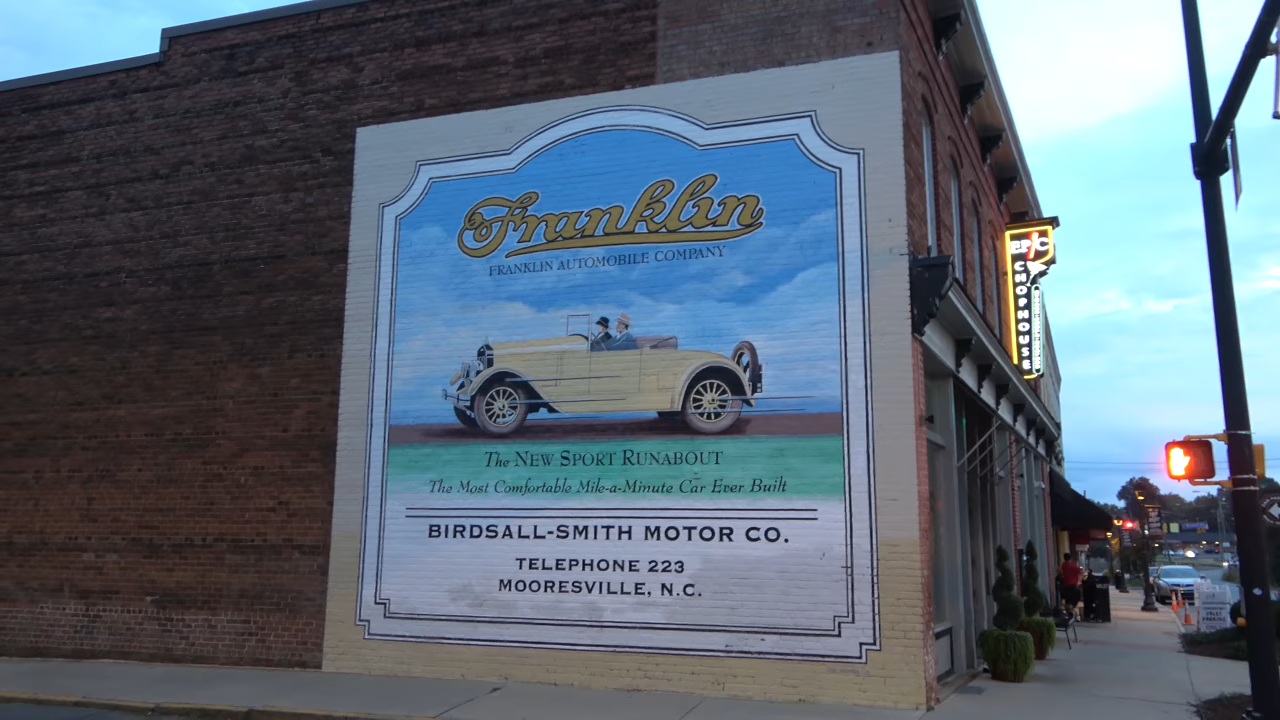 Franklin
FRANKLIN AUTOMOBILE COMPANY
The NEW SPORT RUNABOUT
The Most Comfortable Mile-a-Minute Car Ever Built
BIRDSALL-SMITH MOTOR CO.
TELEPHONE 223
MOORESVILLE, N.C.
EPIC
CHOPHOUSE